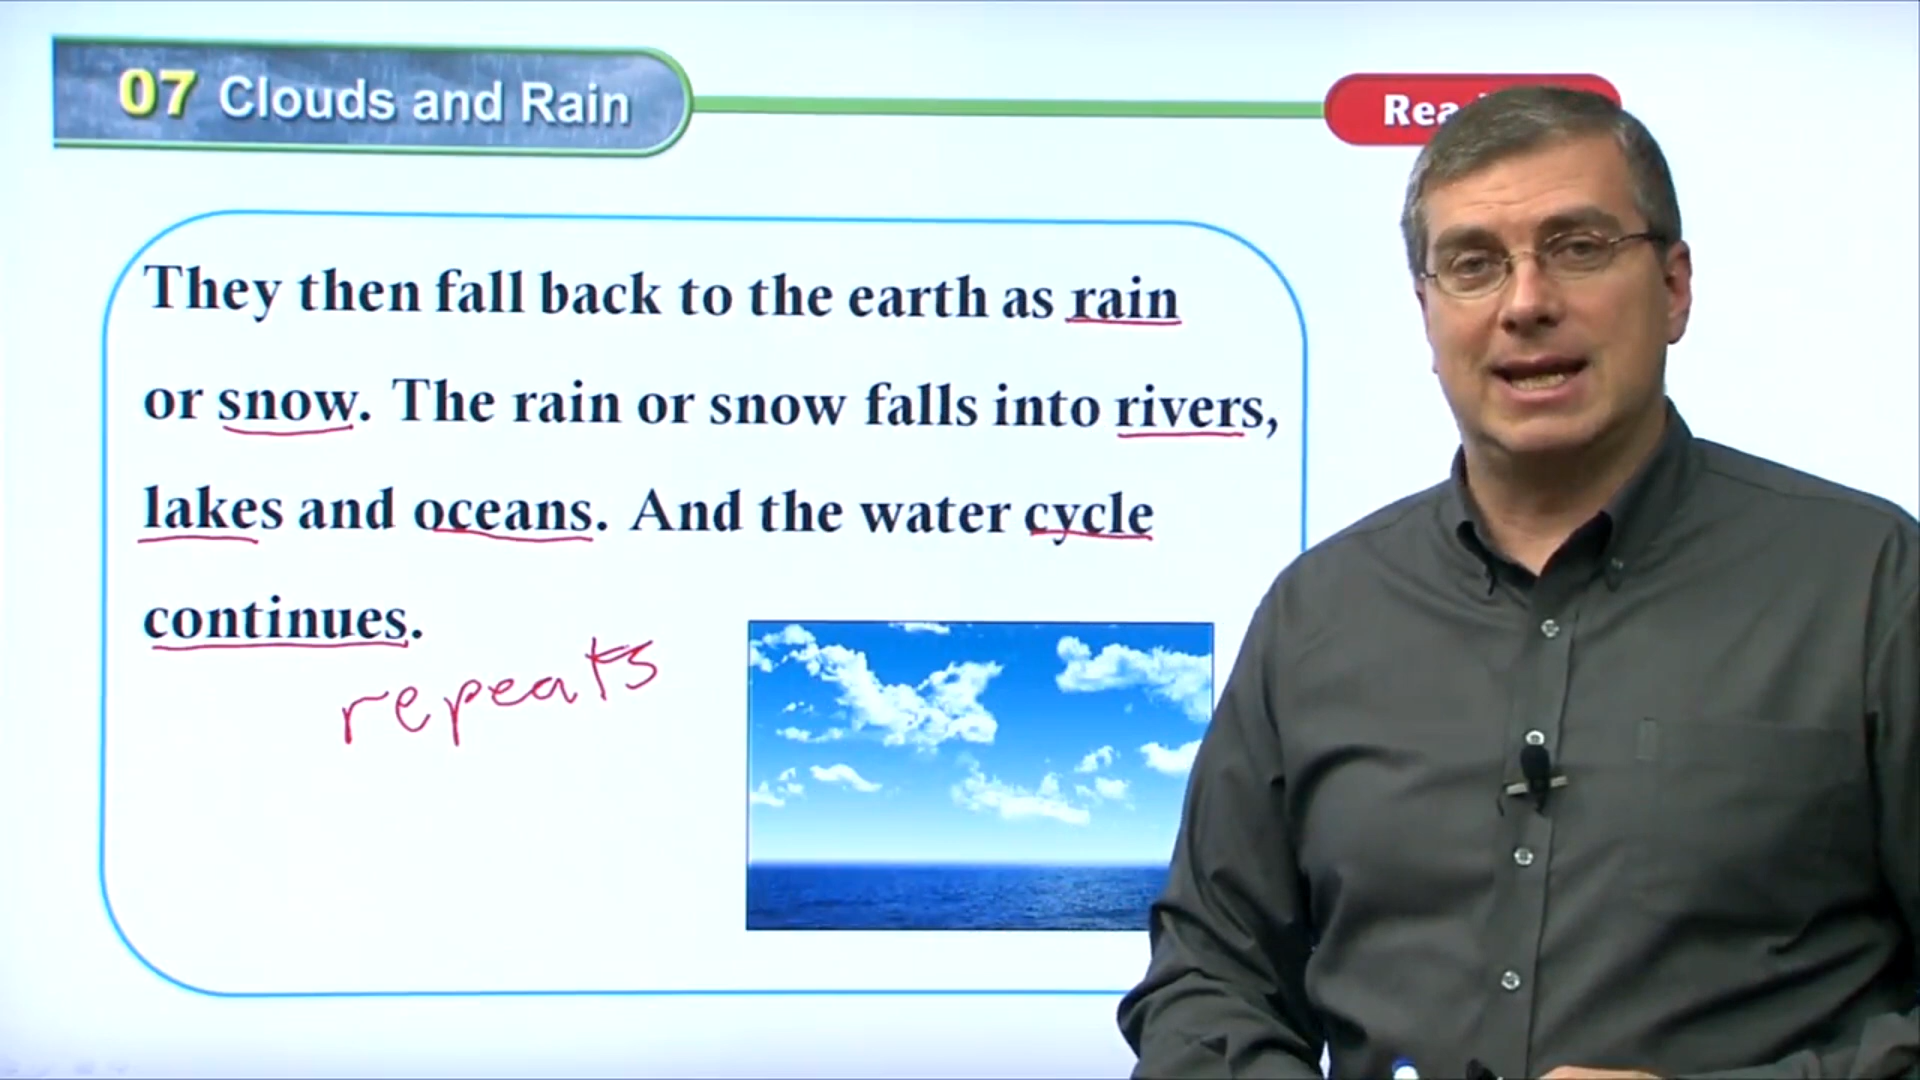 07 Clouds and Rain
They then fall back to the earth as rain
or snow. The rain or snow falls into rivers,
lakes and oceans. And the water cycle
continues.
repeats